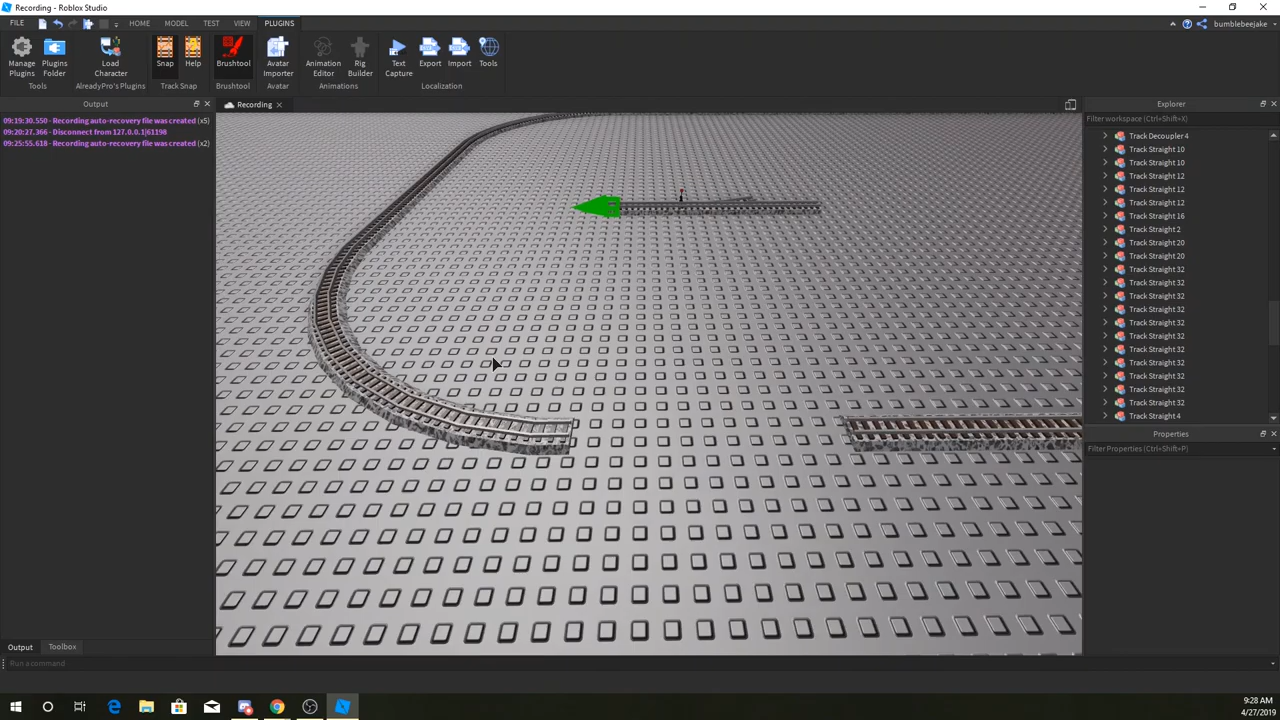 Recording - Roblox Studio
FILE
HOME
MODEL
TEST
VIEW
PLUGINS
bumblebeejake
Manage Plugins
Plugins Folder
Load Character
Snap
Help
Brushtool
Avatar Importer
Animation Editor
Rig Builder
Text Capture
Export
Import
Tools
Tools
AlreadyPro's Plugins
Track Snap
Brushtool
Avatar
Animations
Localization
Output
Recording
Explorer
09:19:30.550 - Recording auto-recovery file was created (x5)
09:20:27.366 - Disconnect from 127.0.0.1|61198
09:25:55.618 - Recording auto-recovery file was created (x2)
Filter workspace (Ctrl+Shift+X)
Track Decoupler 4
Track Straight 10
Track Straight 10
Track Straight 12
Track Straight 12
Track Straight 12
Track Straight 16
Track Straight 2
Track Straight 20
Track Straight 20
Track Straight 32
Track Straight 32
Track Straight 32
Track Straight 32
Track Straight 32
Track Straight 32
Track Straight 32
Track Straight 32
Track Straight 32
Track Straight 32
Track Straight 4
Properties
Filter Properties (Ctrl+Shift+P)
Output
Toolbox
Run a command
9:28 AM
4/27/2019